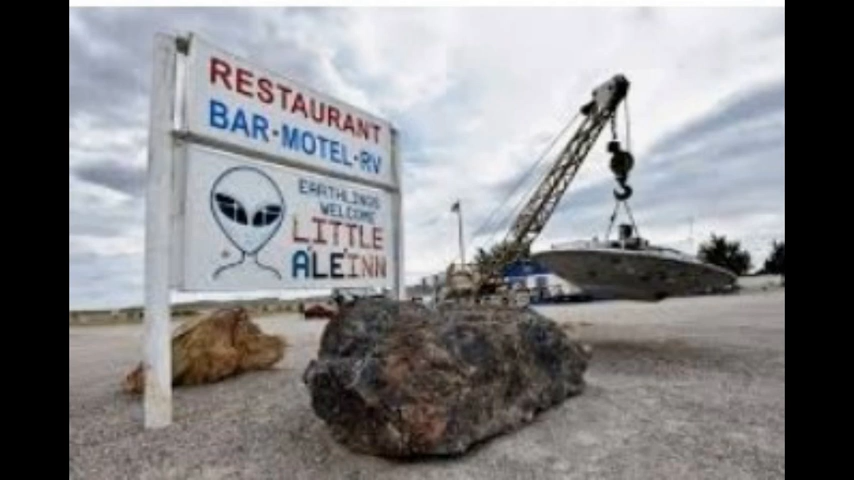 RESTAURANT
BAR·MOTEL·RV
EARTHLINGS
WELCOME
LITTLE
A'LE'INN